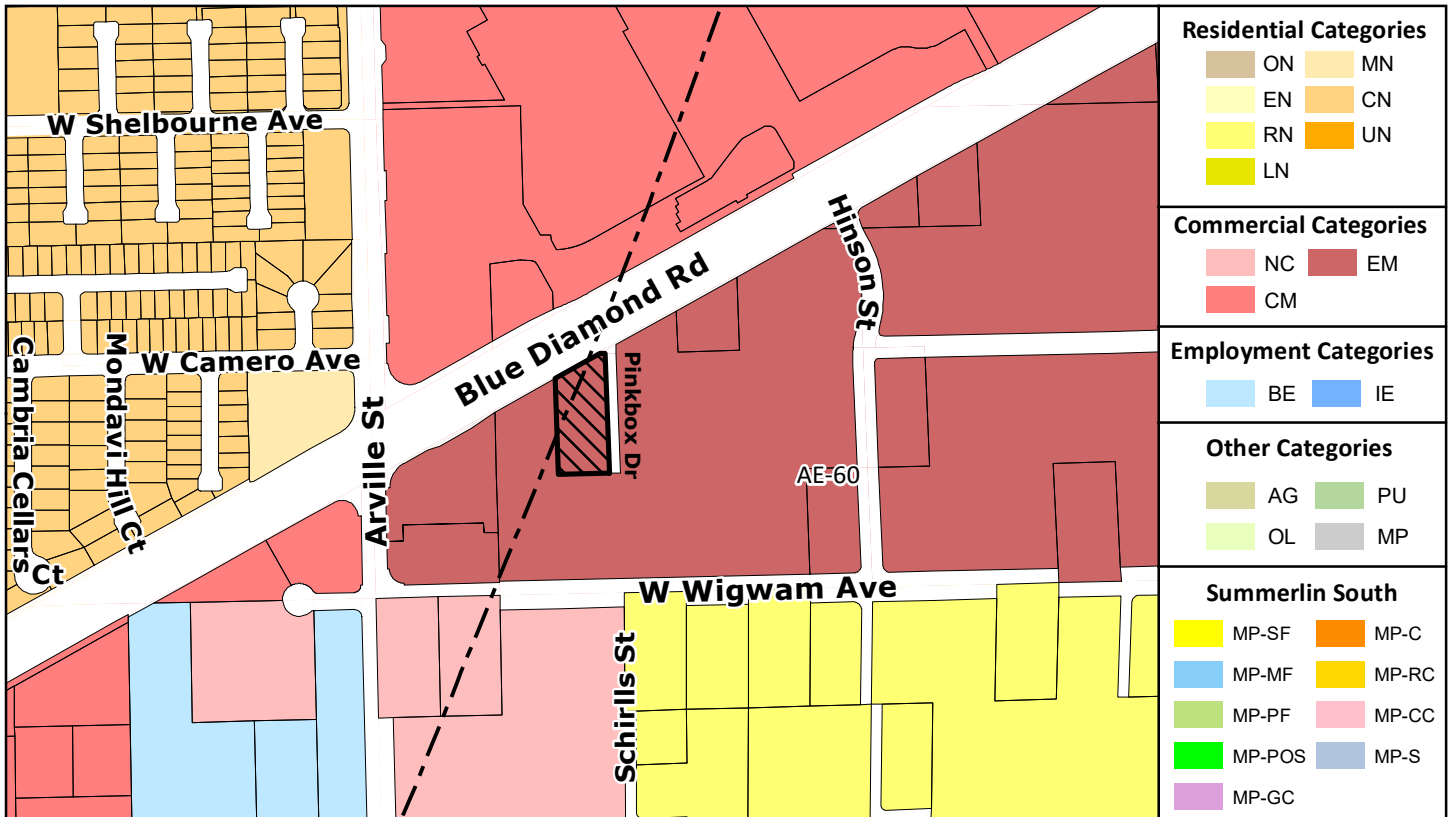 W Shelbourne Ave
Hinson St
Blue Diamond Rd
W Camero Ave
Mondavi Hill Ct
Cambria Cellars
Ct
Pinkbox Dr
Arville St
AE-60
W Wigwam Ave
Schirlls St
Residential Categories
ON MN
EN CN
RN UN
LN
Commercial Categories
NC EM
CM
Employment Categories
BE IE
Other Categories
AG PU
OL MP
Summerlin South
MP-SF MP-C
MP-MF MP-RC
MP-PF MP-CC
MP-POS MP-S
MP-GC